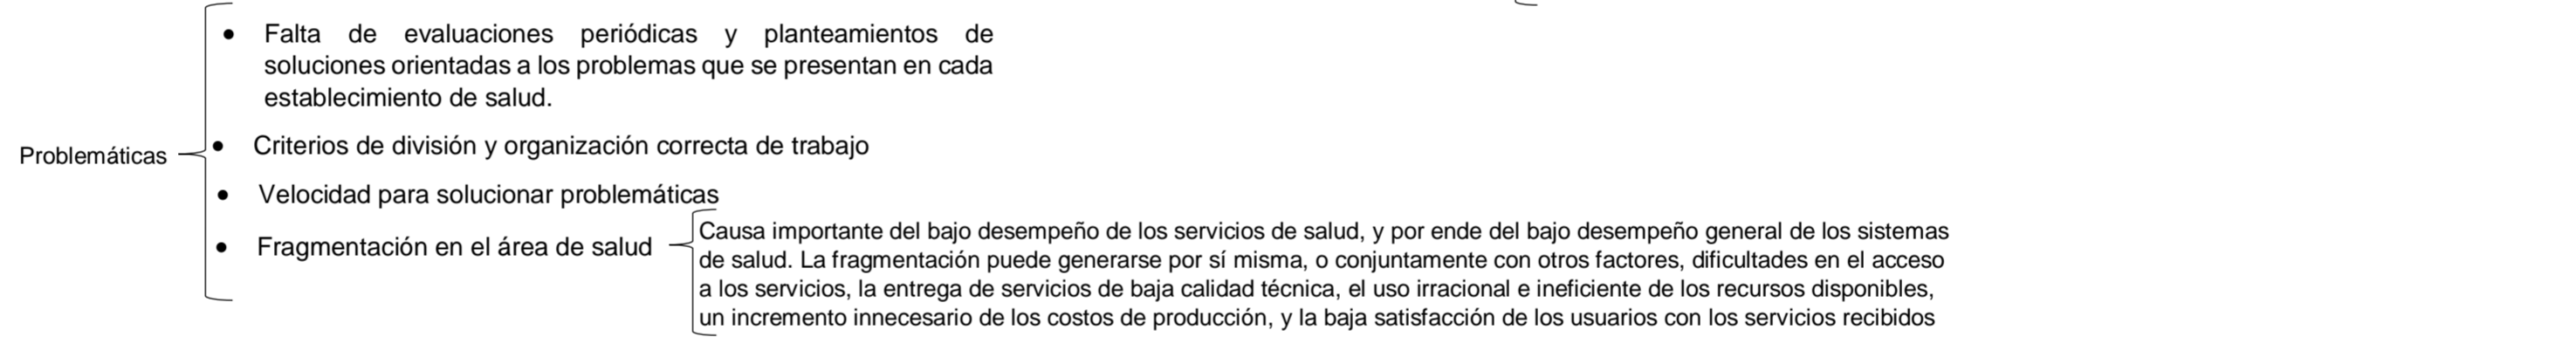 • Falta de evaluaciones periódicas y planteamientos de
soluciones orientadas a los problemas que se presentan en cada
establecimiento de salud.
Problemáticas
• Criterios de división y organización correcta de trabajo
• Velocidad para solucionar problemáticas
• Fragmentación en el área de salud
Causa importante del bajo desempeño de los servicios de salud, y por ende del bajo desempeño general de los sistemas
de salud. La fragmentación puede generarse por sí misma, o conjuntamente con otros factores, dificultades en el acceso
a los servicios, la entrega de servicios de baja calidad técnica, el uso irracional e ineficiente de los recursos disponibles,
un incremento innecesario de los costos de producción, y la baja satisfacción de los usuarios con los servicios recibidos